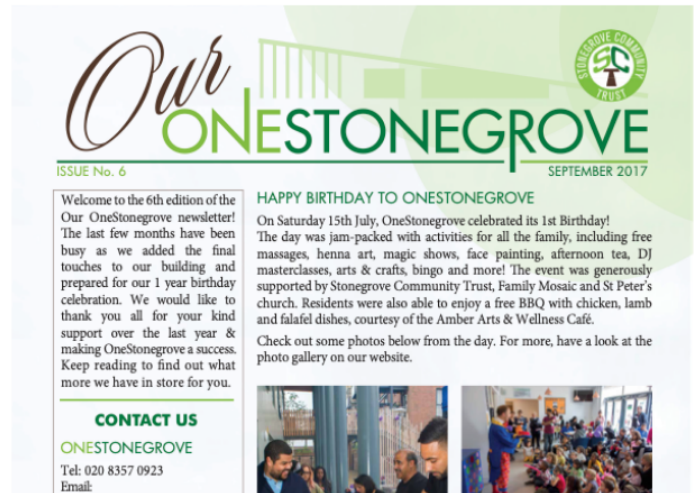 Our
ONESTONEGROVE
STONEGROVE COMMUNITY
SC
TRUST
ISSUE No. 6
SEPTEMBER 2017
Welcome to the 6th edition of the
Our OneStonegrove newsletter!
The last few months have been
busy as we added the final
touches to our building and
prepared for our 1 year birthday
celebration. We would like to
thank you all for your kind
support over the last year &
making OneStonegrove a success.
Keep reading to find out what
more we have in store for you.
CONTACT US
ONESTONEGROVE
Tel: 020 8357 0923
Email:
HAPPY BIRTHDAY TO ONESTONEGROVE
On Saturday 15th July, OneStonegrove celebrated its 1st Birthday!
The day was jam-packed with activities for all the family, including free
massages, henna art, magic shows, face painting, afternoon tea, DJ
masterclasses, arts & crafts, bingo and more! The event was generously
supported by Stonegrove Community Trust, Family Mosaic and St Peter's
church. Residents were also able to enjoy a free BBQ with chicken, lamb
and falafel dishes, courtesy of the Amber Arts & Wellness Café.
Check out some photos below from the day. For more, have a look at the
photo gallery on our website.